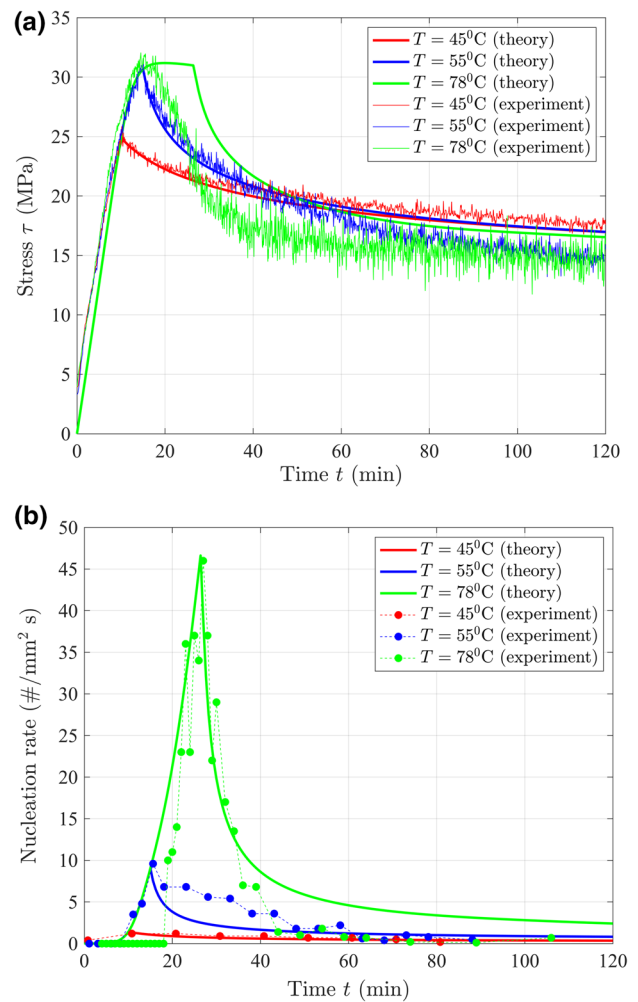 (a)
35
30
25
20
15
10
5
0
Stress τ (MPa)
T = 45⁰C (theory)
T = 55⁰C (theory)
T = 78⁰C (theory)
T = 45⁰C (experiment)
T = 55⁰C (experiment)
T = 78⁰C (experiment)
0 20 40 60 80 100 120
Time t (min)
(b)
50
45
40
35
30
25
20
15
10
5
0
Nucleation rate (#/mm² s)
T = 45⁰C (theory)
T = 55⁰C (theory)
T = 78⁰C (theory)
T = 45⁰C (experiment)
T = 55⁰C (experiment)
T = 78⁰C (experiment)
0 20 40 60 80 100 120
Time t (min)